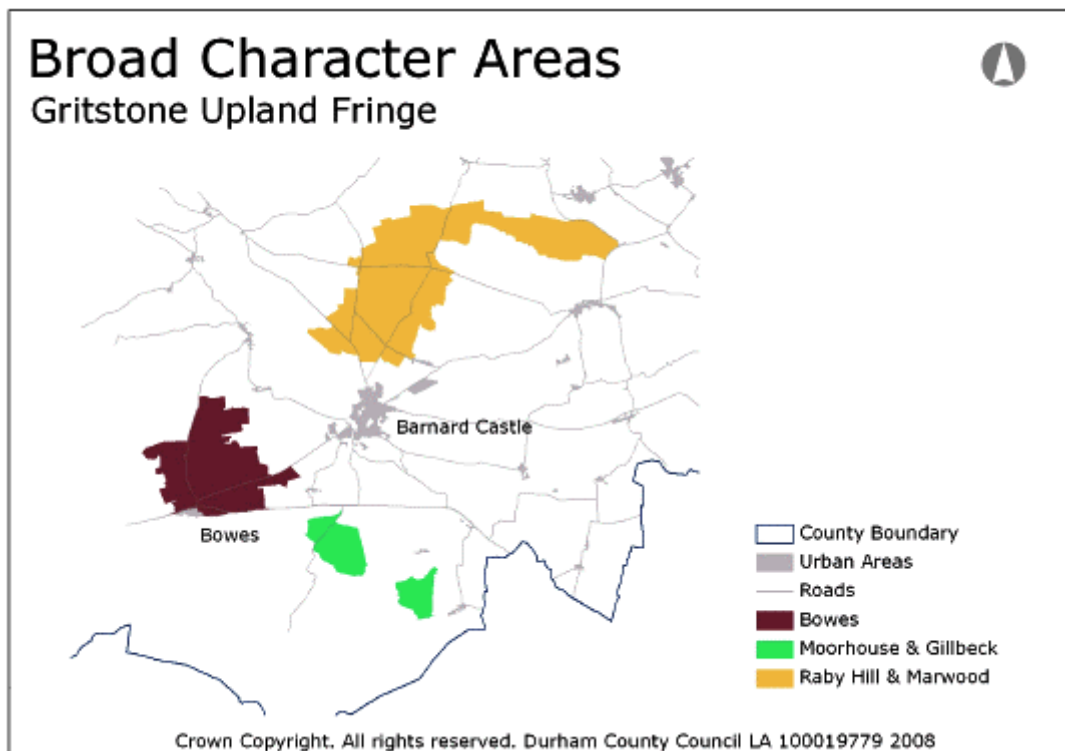 Broad Character Areas
Gritstone Upland Fringe
Barnard Castle
Bowes
County Boundary
Urban Areas
Roads
Bowes
Moorhouse & Gillbeck
Raby Hill & Marwood
Crown Copyright. All rights reserved. Durham County Council LA 100019779 2008